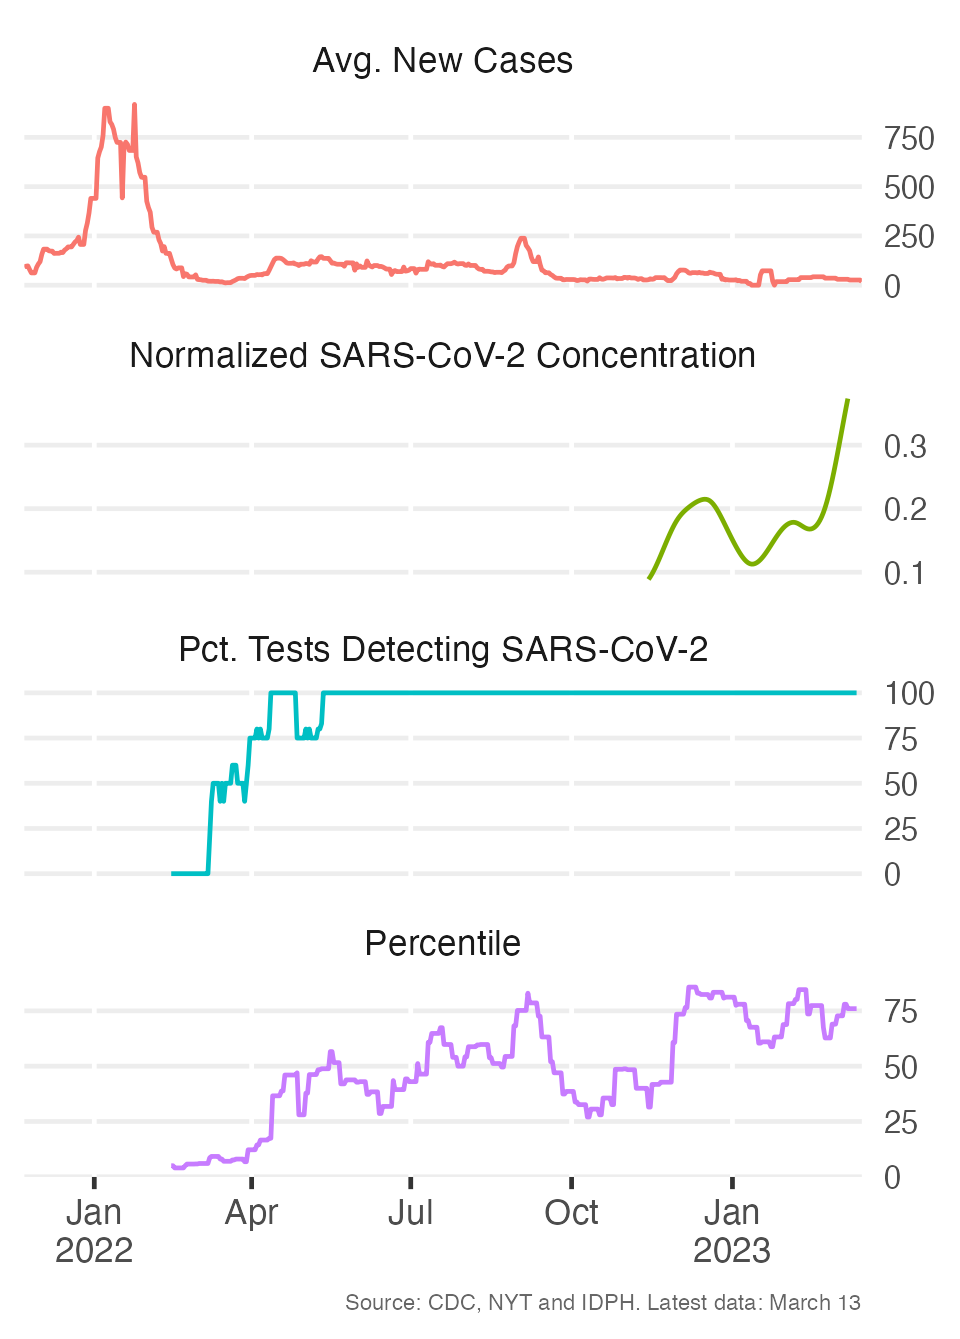 Avg. New Cases
750
500
250
0
Normalized SARS-CoV-2 Concentration
0.3
0.2
0.1
Pct. Tests Detecting SARS-CoV-2
100
75
50
25
0
Percentile
75
50
25
0
Jan Apr Jul Oct Jan
2022 2023
Source: CDC, NYT and IDPH. Latest data: March 13